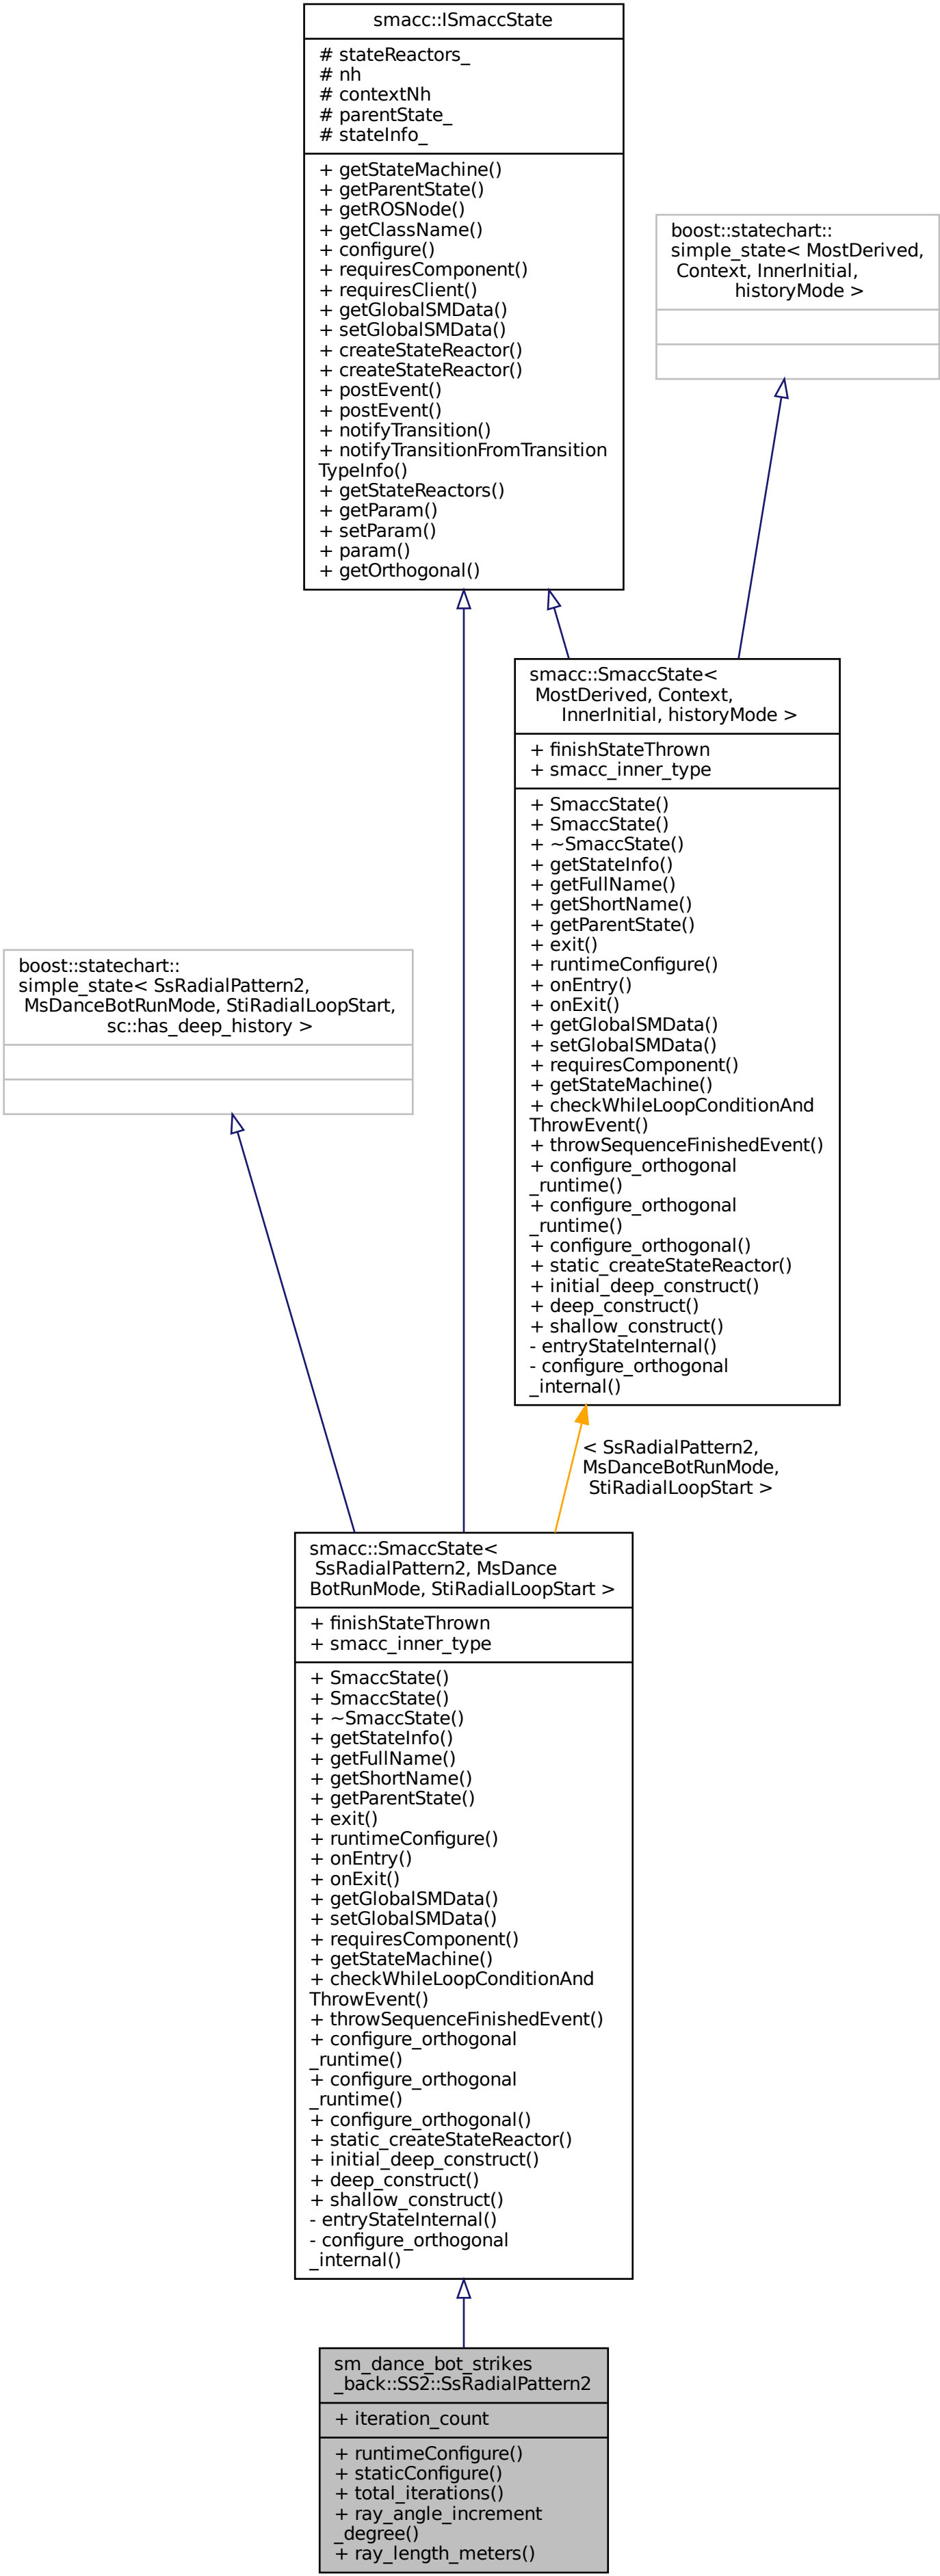 smacc::ISmaccState
# stateReactors_
# nh
# contextNh
# parentState_
# stateInfo_
+ getStateMachine()
+ getParentState()
+ getROSNode()
+ getClassName()
+ configure()
+ requiresComponent()
+ requiresClient()
+ getGlobalSMData()
+ setGlobalSMData()
+ createStateReactor()
+ createStateReactor()
+ postEvent()
+ postEvent()
+ notifyTransition()
+ notifyTransitionFromTransition
TypeInfo()
+ getStateReactors()
+ getParam()
+ setParam()
+ param()
+ getOrthogonal()
boost::statechart::
simple_state< MostDerived,
Context, InnerInitial,
historyMode >
smacc::SmaccState<
MostDerived, Context,
InnerInitial, historyMode >
+ finishStateThrown
+ smacc_inner_type
+ SmaccState()
+ SmaccState()
+ ~SmaccState()
+ getStateInfo()
+ getFullName()
+ getShortName()
+ getParentState()
+ exit()
+ runtimeConfigure()
+ onEntry()
+ onExit()
+ getGlobalSMData()
+ setGlobalSMData()
+ requiresComponent()
+ getStateMachine()
+ checkWhileLoopConditionAnd
ThrowEvent()
+ throwSequenceFinishedEvent()
+ configure_orthogonal
_runtime()
+ configure_orthogonal
_runtime()
+ configure_orthogonal()
+ static_createStateReactor()
+ initial_deep_construct()
+ deep_construct()
+ shallow_construct()
- entryStateInternal()
- configure_orthogonal
_internal()
boost::statechart::
simple_state< SsRadialPattern2,
MsDanceBotRunMode, StiRadialLoopStart,
sc::has_deep_history >
< SsRadialPattern2,
MsDanceBotRunMode,
StiRadialLoopStart >
smacc::SmaccState<
SsRadialPattern2, MsDance
BotRunMode, StiRadialLoopStart >
+ finishStateThrown
+ smacc_inner_type
+ SmaccState()
+ SmaccState()
+ ~SmaccState()
+ getStateInfo()
+ getFullName()
+ getShortName()
+ getParentState()
+ exit()
+ runtimeConfigure()
+ onEntry()
+ onExit()
+ getGlobalSMData()
+ setGlobalSMData()
+ requiresComponent()
+ getStateMachine()
+ checkWhileLoopConditionAnd
ThrowEvent()
+ throwSequenceFinishedEvent()
+ configure_orthogonal
_runtime()
+ configure_orthogonal
_runtime()
+ configure_orthogonal()
+ static_createStateReactor()
+ initial_deep_construct()
+ deep_construct()
+ shallow_construct()
- entryStateInternal()
- configure_orthogonal
_internal()
sm_dance_bot_strikes
_back::SS2::SsRadialPattern2
+ iteration_count
+ runtimeConfigure()
+ staticConfigure()
+ total_iterations()
+ ray_angle_increment
_degree()
+ ray_length_meters()